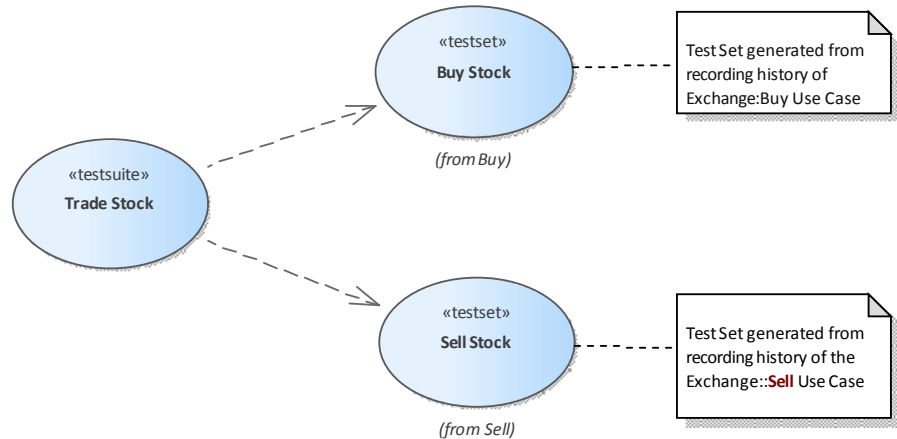 «testset»
Buy Stock
(from Buy)
Test Set generated from
recording history of
Exchange:Buy Use Case
«testsuite»
Trade Stock
«testset»
Sell Stock
(from Sell)
Test Set generated from
recording history of the
Exchange::Sell Use Case